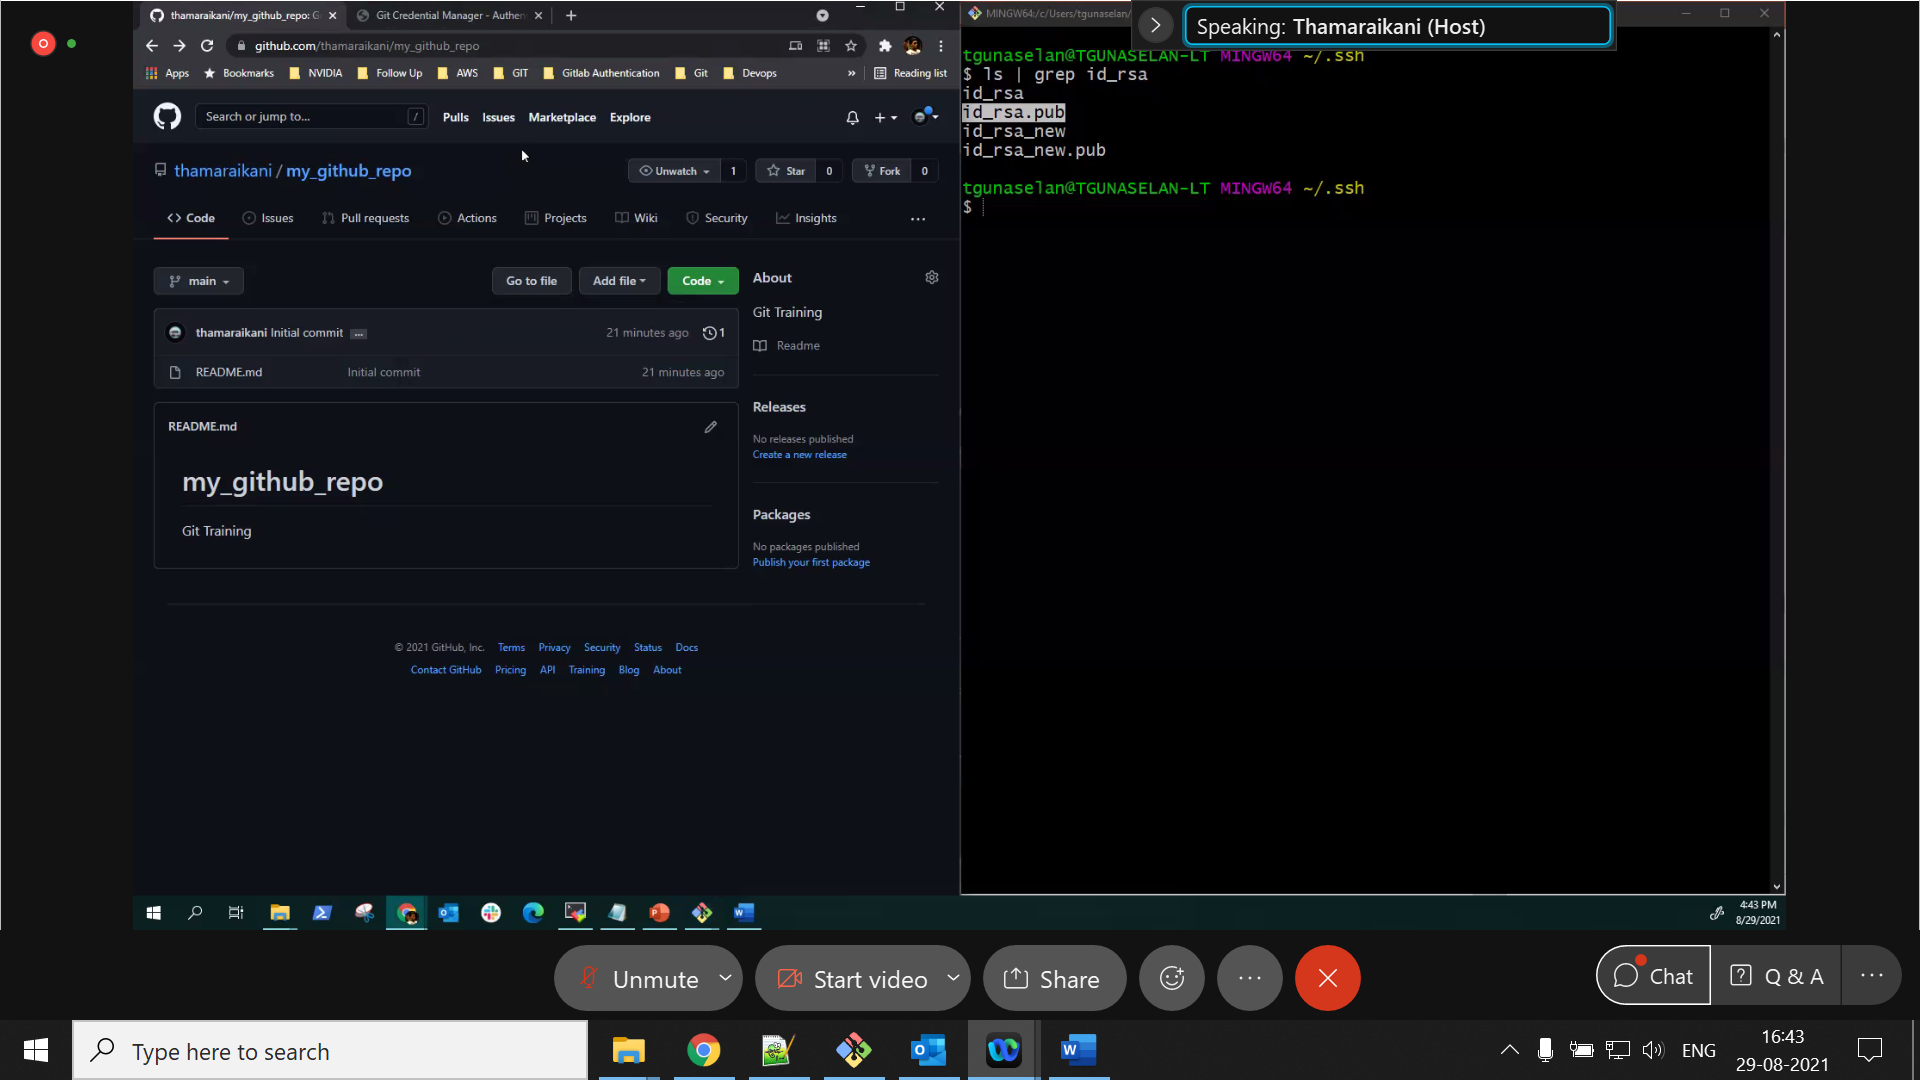 thamaraikani/my_github_repo: G
Git Credential Manager - Authen
github.com/thamaraikani/my_github_repo
Apps
Bookmarks
NVIDIA
Follow Up
AWS
GIT
Gitlab Authentication
Git
Devops
»
Reading list
Search or jump to...
/
Pulls
Issues
Marketplace
Explore
thamaraikani / my_github_repo
Unwatch
1
Star
0
Fork
0
<> Code
Issues
Pull requests
Actions
Projects
Wiki
Security
Insights
...
main
Go to file
Add file
Code
About
Git Training
Readme
thamaraikani Initial commit ...
21 minutes ago
1
README.md
Initial commit
21 minutes ago
README.md
my_github_repo
Git Training
Releases
No releases published
Create a new release
Packages
No packages published
Publish your first package
© 2021 GitHub, Inc.
Terms
Privacy
Security
Status
Docs
Contact GitHub
Pricing
API
Training
Blog
About
MINGW64:/c/Users/tgunaselan/
Speaking: Thamaraikani (Host)
tgunaselan@TGUNASELAN-LT MINGW64 ~/.ssh
$ ls | grep id_rsa
id_rsa
id_rsa.pub
id_rsa_new
id_rsa_new.pub
tgunaselan@TGUNASELAN-LT MINGW64 ~/.ssh
$
4:43 PM
8/29/2021
Unmute
Start video
Share
...
Chat
Q & A
...
Type here to search
ENG
16:43
29-08-2021